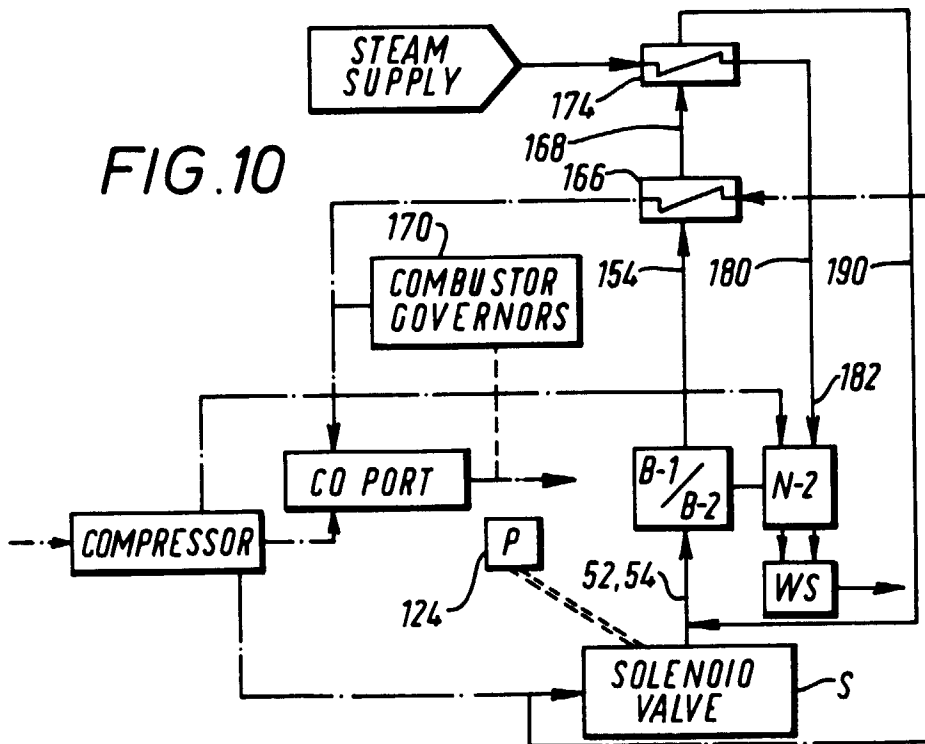 STEAM
SUPPLY
174
168
FIG.10
166
170
COMBUSTOR
GOVERNORS
154
180
190
182
CO PORT
B-1/B-2
N-2
COMPRESSOR
P
52,54
WS
124
SOLENOID
VALVE
S